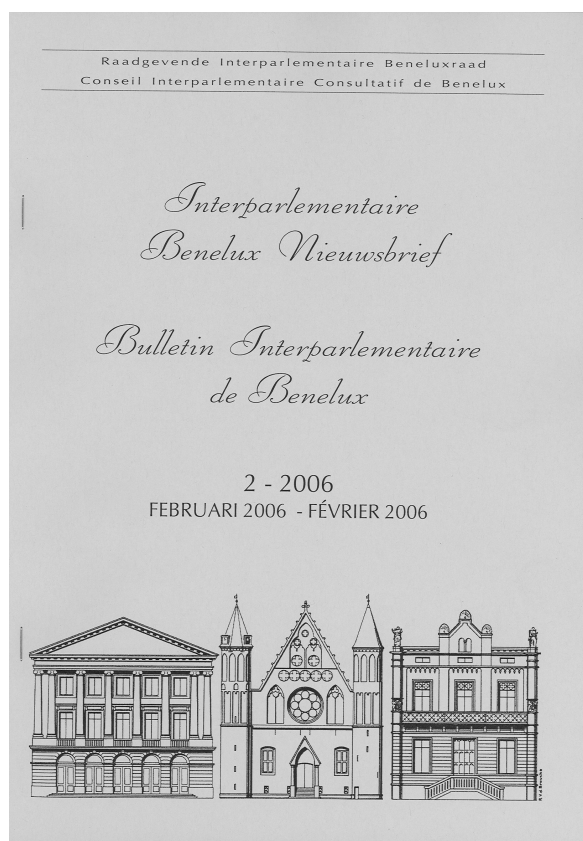 Raadgevende Interparlementaire Beneluxraad
Conseil Interparlementaire Consultatif de Benelux
Interparlementaire
Benelux Nieuwsbrief
Bulletin Interparlementaire
de Benelux
2 - 2006
FEBRUARI 2006 - FÉVRIER 2006